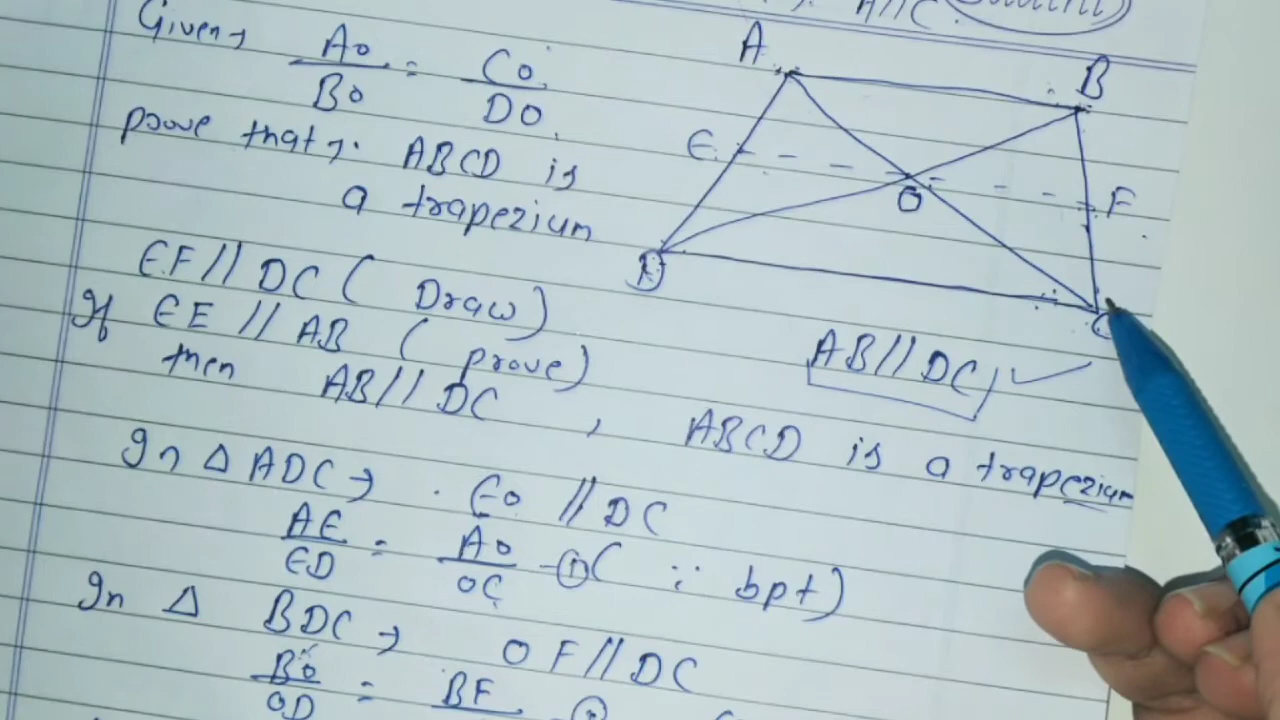 Given→ AO/BO = CO/DO
prove that→ ABCD is
a trapezium
EF//DC ( Draw)
If EE // AB ( prove)
then AB// DC
In Δ ADC→ EO // DC
AE/ED = AO/OC -① ( ∵ bpt)
In Δ BDC→ OF // DC
BO/OD = BF
A
B
E
O
F
D
C
AB// DC
, ABCD is a trapezium